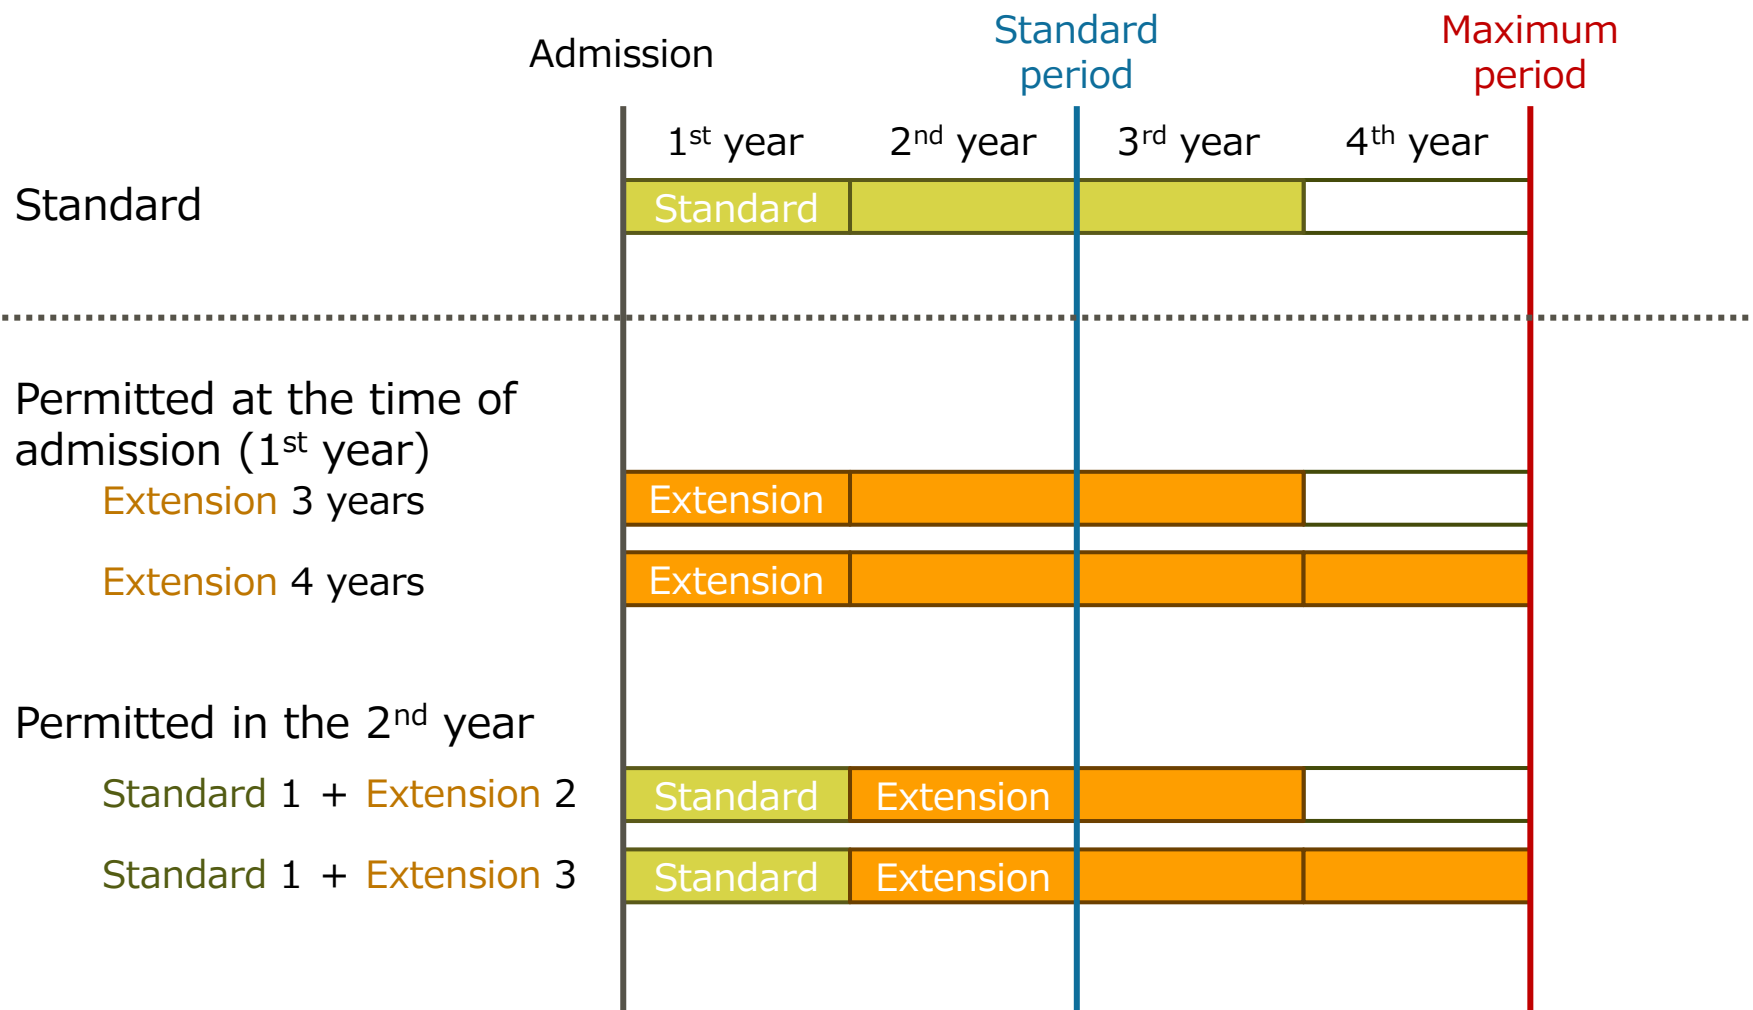 Admission
Standard
period
Maximum
period
1st year
2nd year
3rd year
4th year
Standard
Standard
Permitted at the time of
admission (1st year)
Extension 3 years
Extension
Extension 4 years
Extension
Permitted in the 2nd year
Standard 1 + Extension 2
Standard
Extension
Standard 1 + Extension 3
Standard
Extension